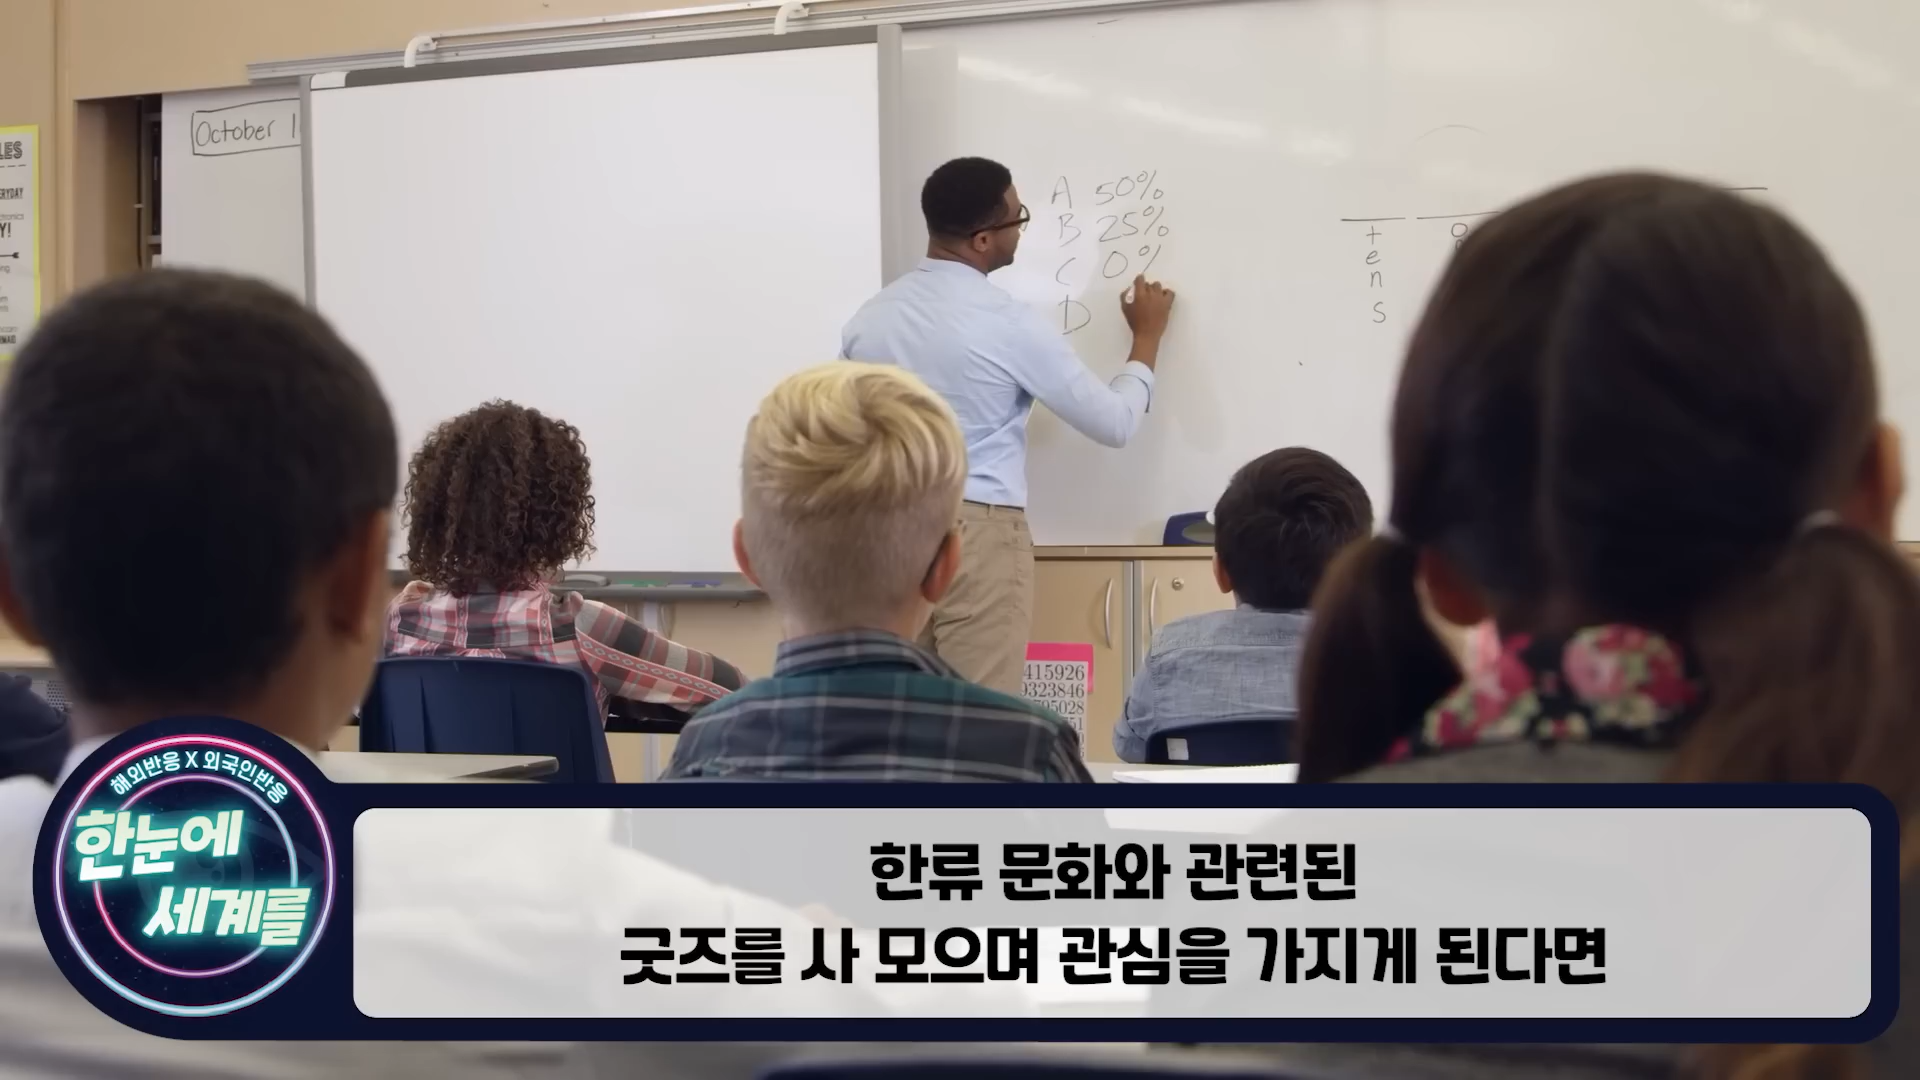 October 1
LES
A 50%
B 25%
C 0%
D
tens
415926
9323846
795028
해외반응 X 외국인반응
한눈에
세계를
한류 문화와 관련된
굿즈를 사 모으며 관심을 가지게 된다면